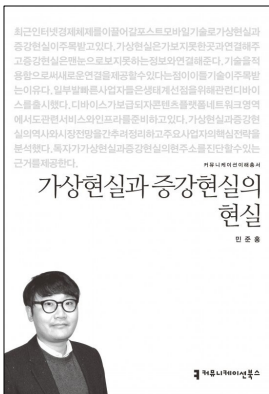 최근인터넷경제체제를이끌어갈포스트모바일기술로가상현실과
증강현실이주목받고있다.가상현실은가보지못한곳과연결해주
고증강현실은맨눈으로보지못하는정보와연결해준다.기술을적
용함으로써새로운연결을제공할수있다는점이이들기술이주목받
는이유다.일부발빠른사업자들은생태계선점을위해관련디바이
스를출시했다.디바이스가보급되자콘텐츠플랫폼네트워크영역
에서도관련서비스와인프라를준비하고있다.가상현실과증강현
실의역사와시장전망을간추려정리하고주요사업자의핵심전략을
분석했다.독자가가상현실과증강현실의현주소를진단할수있는
근거를제공한다.
커뮤니케이션이해총서
가상현실과 증강현실의
현실
민준홍
커뮤니케이션북스